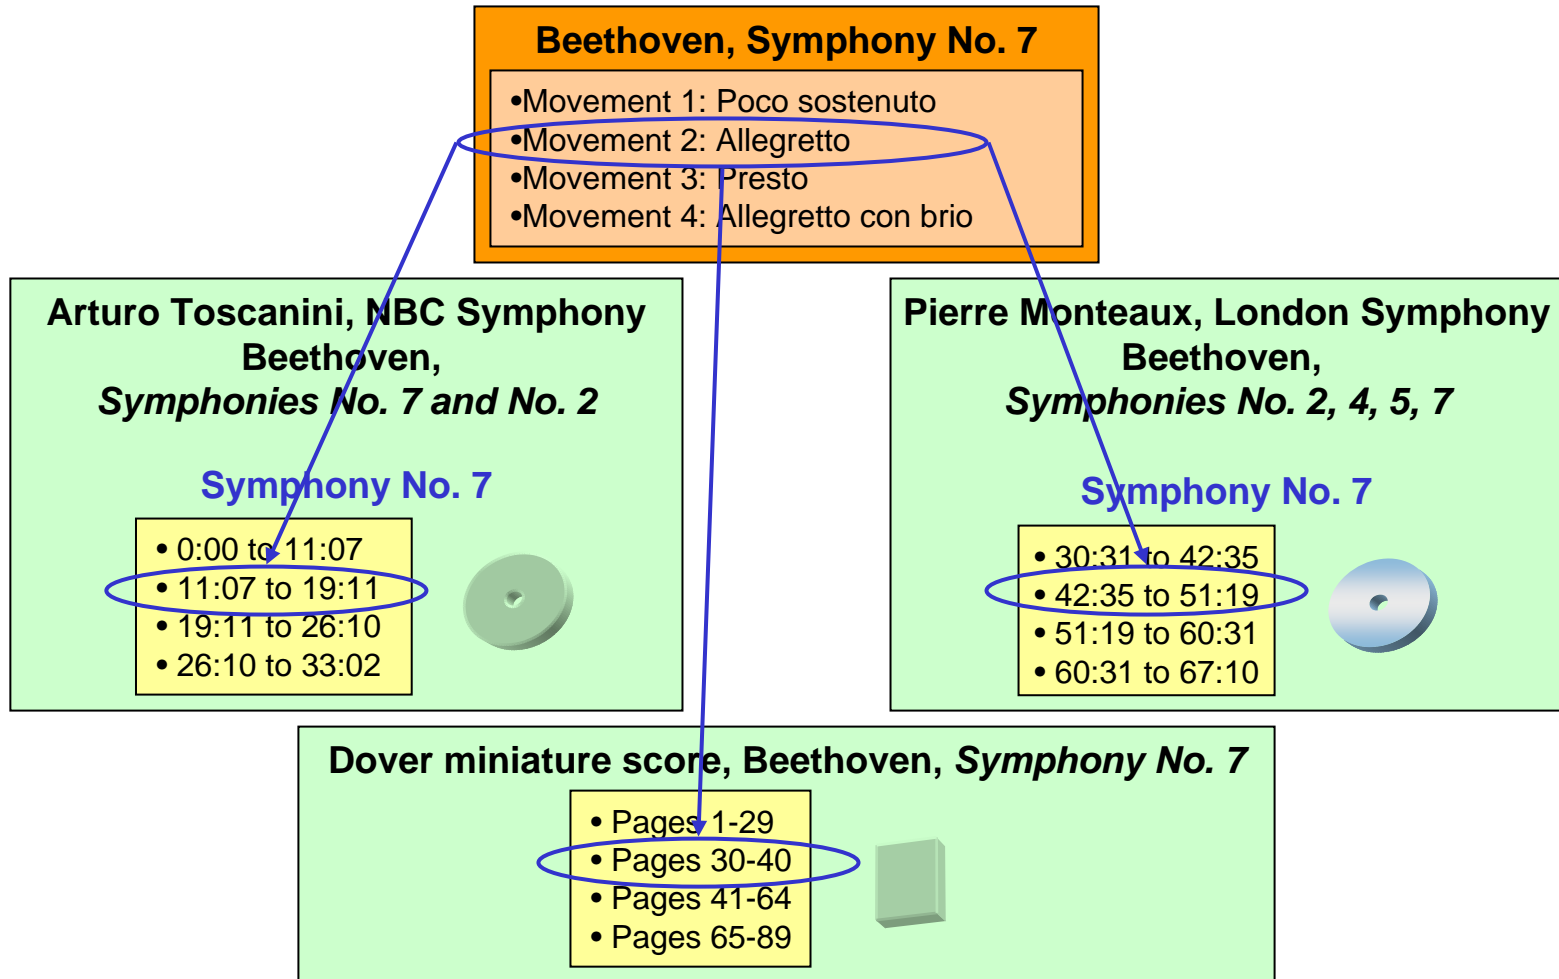 Beethoven, Symphony No. 7
•Movement 1: Poco sostenuto
•Movement 2: Allegretto
•Movement 3: Presto
•Movement 4: Allegretto con brio
Arturo Toscanini, NBC Symphony
Beethoven,
Symphonies No. 7 and No. 2
Symphony No. 7
• 0:00 to 11:07
• 11:07 to 19:11
• 19:11 to 26:10
• 26:10 to 33:02
Pierre Monteaux, London Symphony
Beethoven,
Symphonies No. 2, 4, 5, 7
Symphony No. 7
• 30:31 to 42:35
• 42:35 to 51:19
• 51:19 to 60:31
• 60:31 to 67:10
Dover miniature score, Beethoven, Symphony No. 7
• Pages 1-29
• Pages 30-40
• Pages 41-64
• Pages 65-89